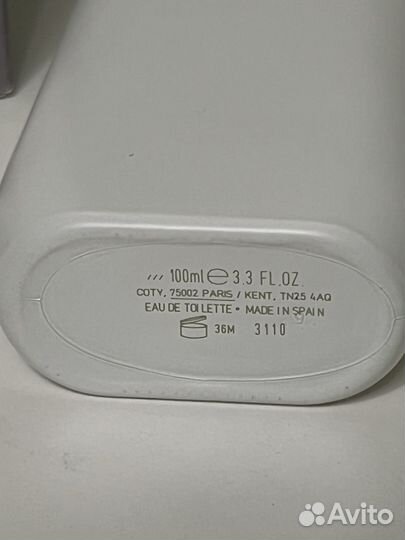 /// 100ml ℮ 3.3 FL.OZ.
COTY, 75002 PARIS / KENT, TN25 4AQ
EAU DE TOILETTE • MADE IN SPAIN
36M 3110
Avito